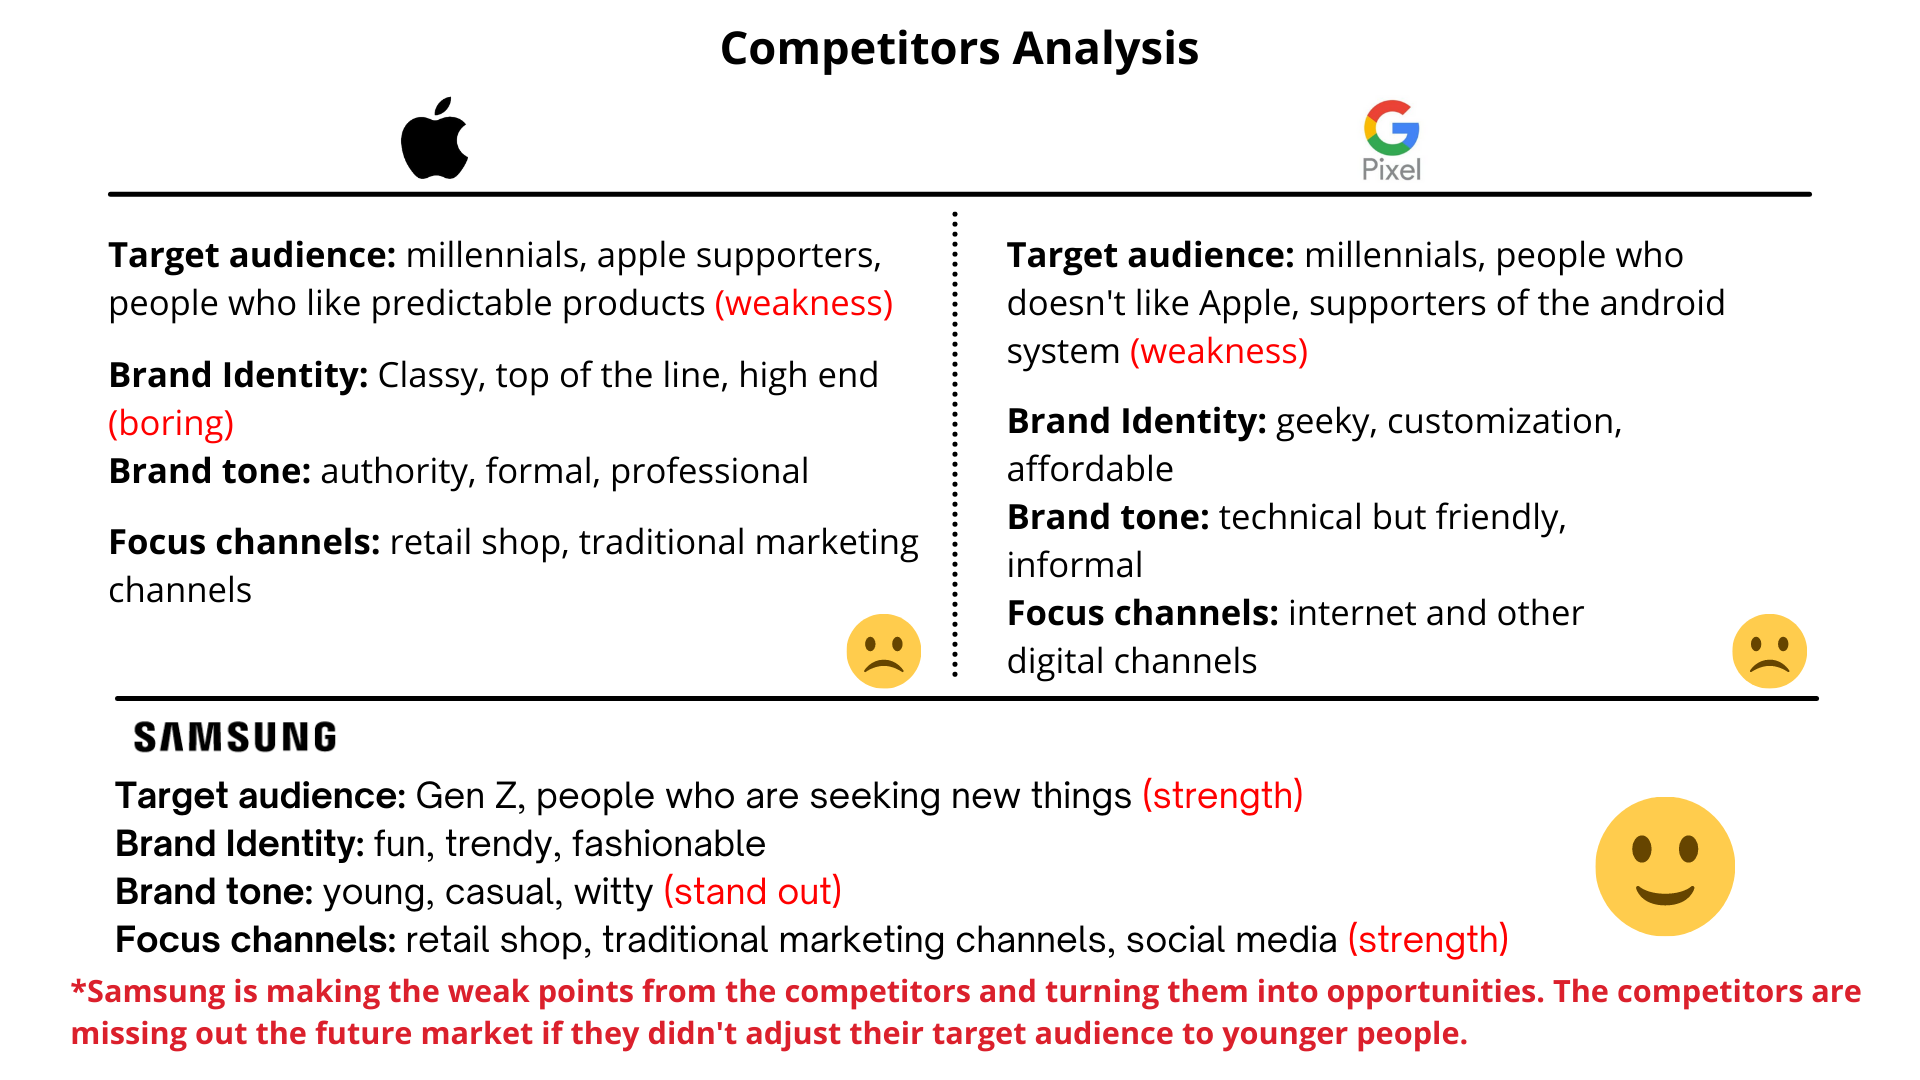 Competitors Analysis
G
Pixel
Target audience: millennials, apple supporters,
people who like predictable products (weakness)
Brand Identity: Classy, top of the line, high end
(boring)
Brand tone: authority, formal, professional
Focus channels: retail shop, traditional marketing
channels
Target audience: millennials, people who
doesn't like Apple, supporters of the android
system (weakness)
Brand Identity: geeky, customization,
affordable
Brand tone: technical but friendly,
informal
Focus channels: internet and other
digital channels
SAMSUNG
Target audience: Gen Z, people who are seeking new things (strength)
Brand Identity: fun, trendy, fashionable
Brand tone: young, casual, witty (stand out)
Focus channels: retail shop, traditional marketing channels, social media (strength)
*Samsung is making the weak points from the competitors and turning them into opportunities. The competitors are
missing out the future market if they didn't adjust their target audience to younger people.